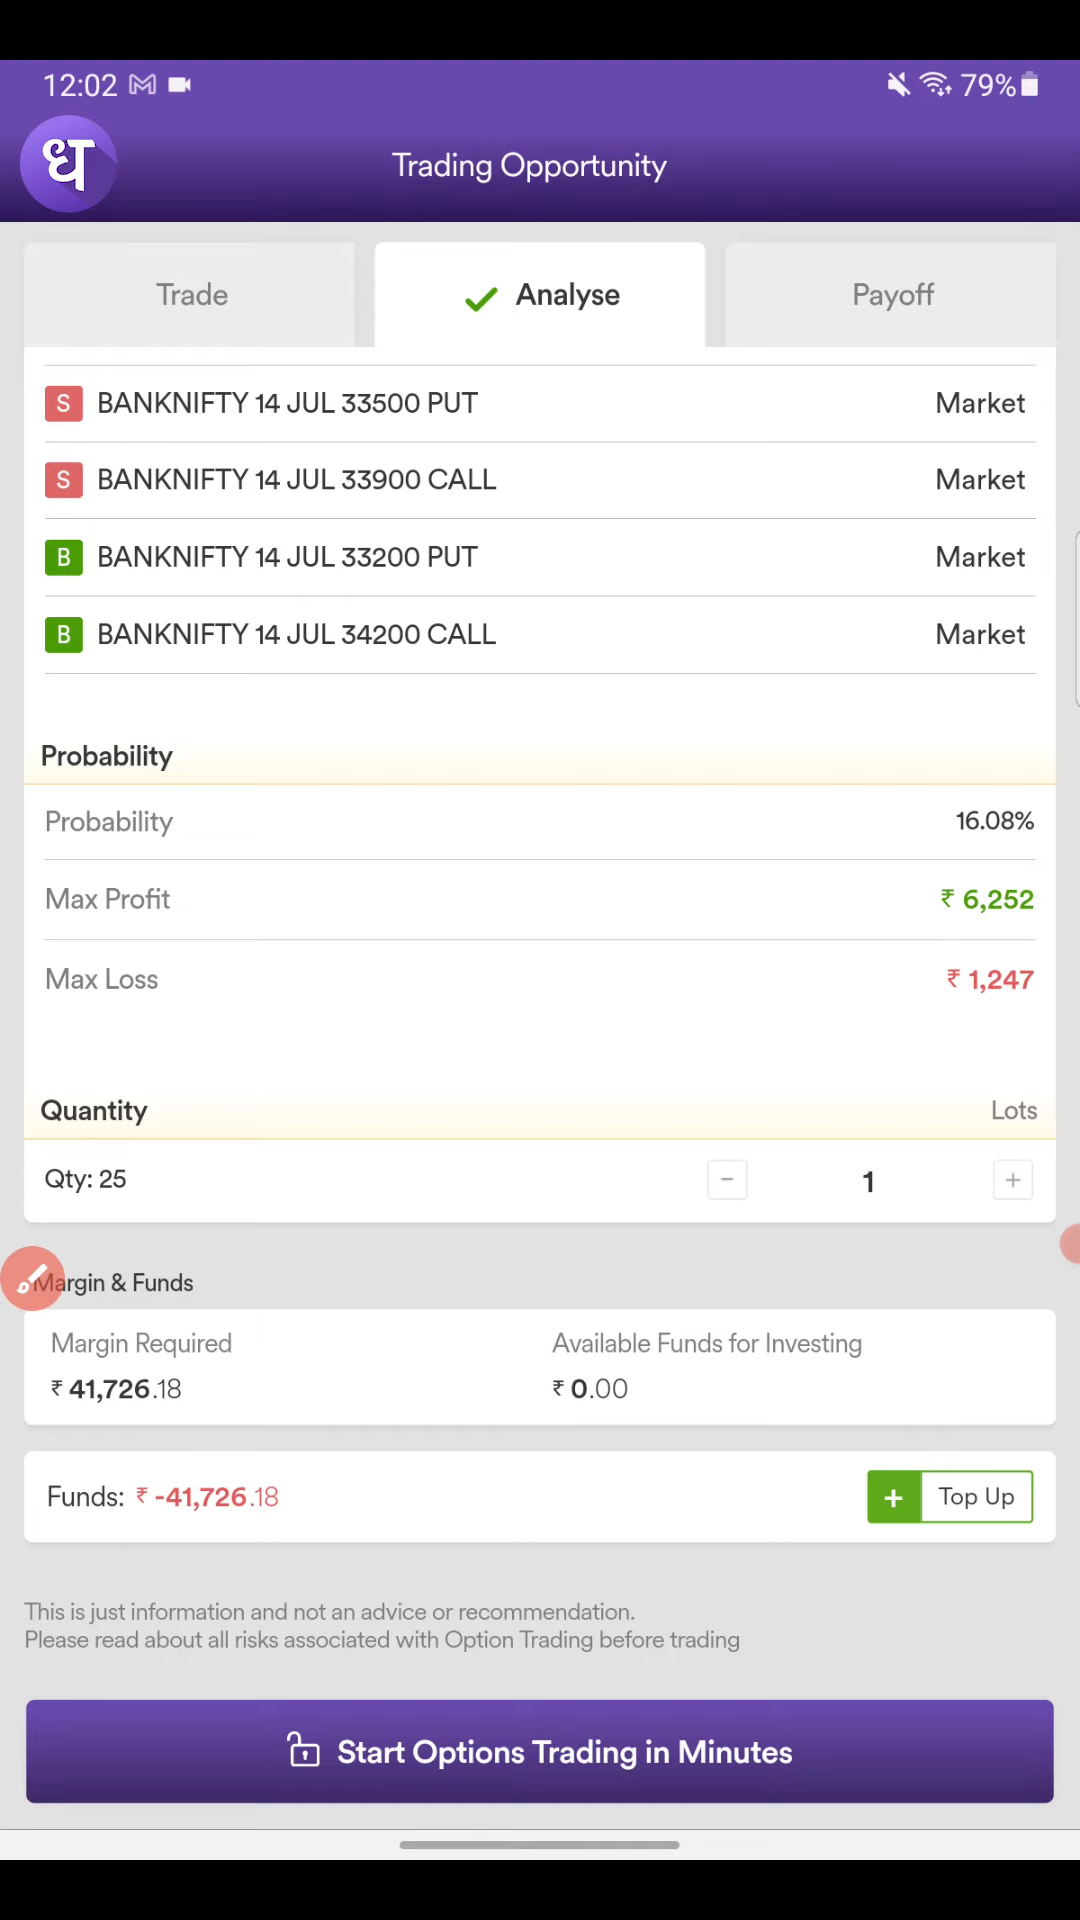 12:02
79%
ध
Trading Opportunity
Trade
Analyse
Payoff
S BANKNIFTY 14 JUL 33500 PUT Market
S BANKNIFTY 14 JUL 33900 CALL Market
B BANKNIFTY 14 JUL 33200 PUT Market
B BANKNIFTY 14 JUL 34200 CALL Market
Probability
Probability 16.08%
Max Profit ₹ 6,252
Max Loss ₹ 1,247
Quantity Lots
Qty: 25 − 1 +
Margin & Funds
Margin Required Available Funds for Investing
₹ 41,726.18 ₹ 0.00
Funds: ₹ -41,726.18 + Top Up
This is just information and not an advice or recommendation.
Please read about all risks associated with Option Trading before trading
Start Options Trading in Minutes